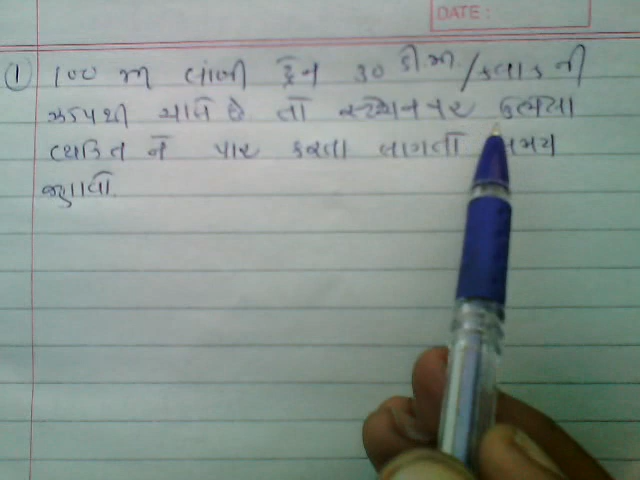 DATE :
① 100 મ લાંબી ટ્રેન 30 કી.મી/કલાક ની
ઝડપથી ચાલે છે તો સ્ટેશન પર ઉભેલા
વ્યકિત ને પાર કરતા લાગતો સમય
જણાવો.